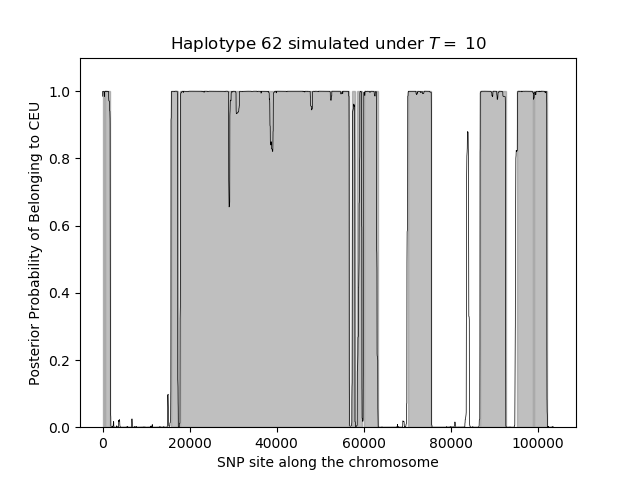 Haplotype 62 simulated under T = 10
Posterior Probability of Belonging to CEU
1.0
0.8
0.6
0.4
0.2
0.0
0 20000 40000 60000 80000 100000
SNP site along the chromosome